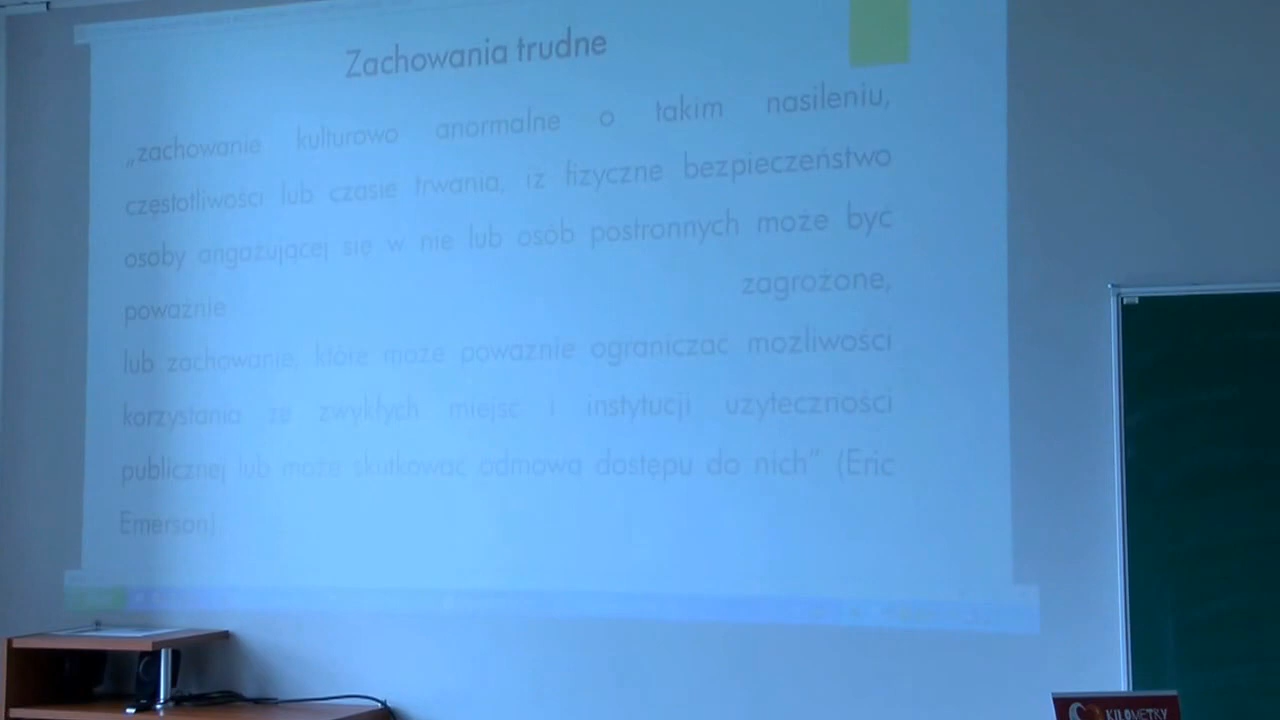 Zachowania trudne
„zachowanie kulturowo anormalne o takim nasileniu,
częstotliwości lub czasie trwania, iż fizyczne bezpieczeństwo
osoby angażującej się w nie lub osób postronnych może być
poważnie zagrożone,
lub zachowanie, które może poważnie ograniczać możliwości
korzystania ze zwykłych miejsc i instytucji użyteczności
publicznej lub może skutkować odmową dostępu do nich” (Eric
Emerson).
KILOMETRY